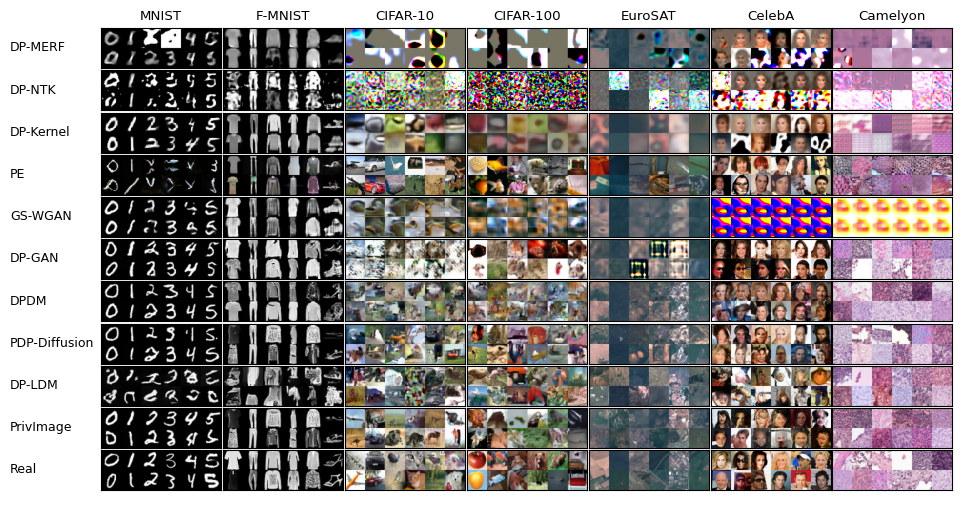 MNIST F-MNIST CIFAR-10 CIFAR-100 EuroSAT CelebA Camelyon
DP-MERF
DP-NTK
DP-Kernel
PE
GS-WGAN
DP-GAN
DPDM
PDP-Diffusion
DP-LDM
PrivImage
Real